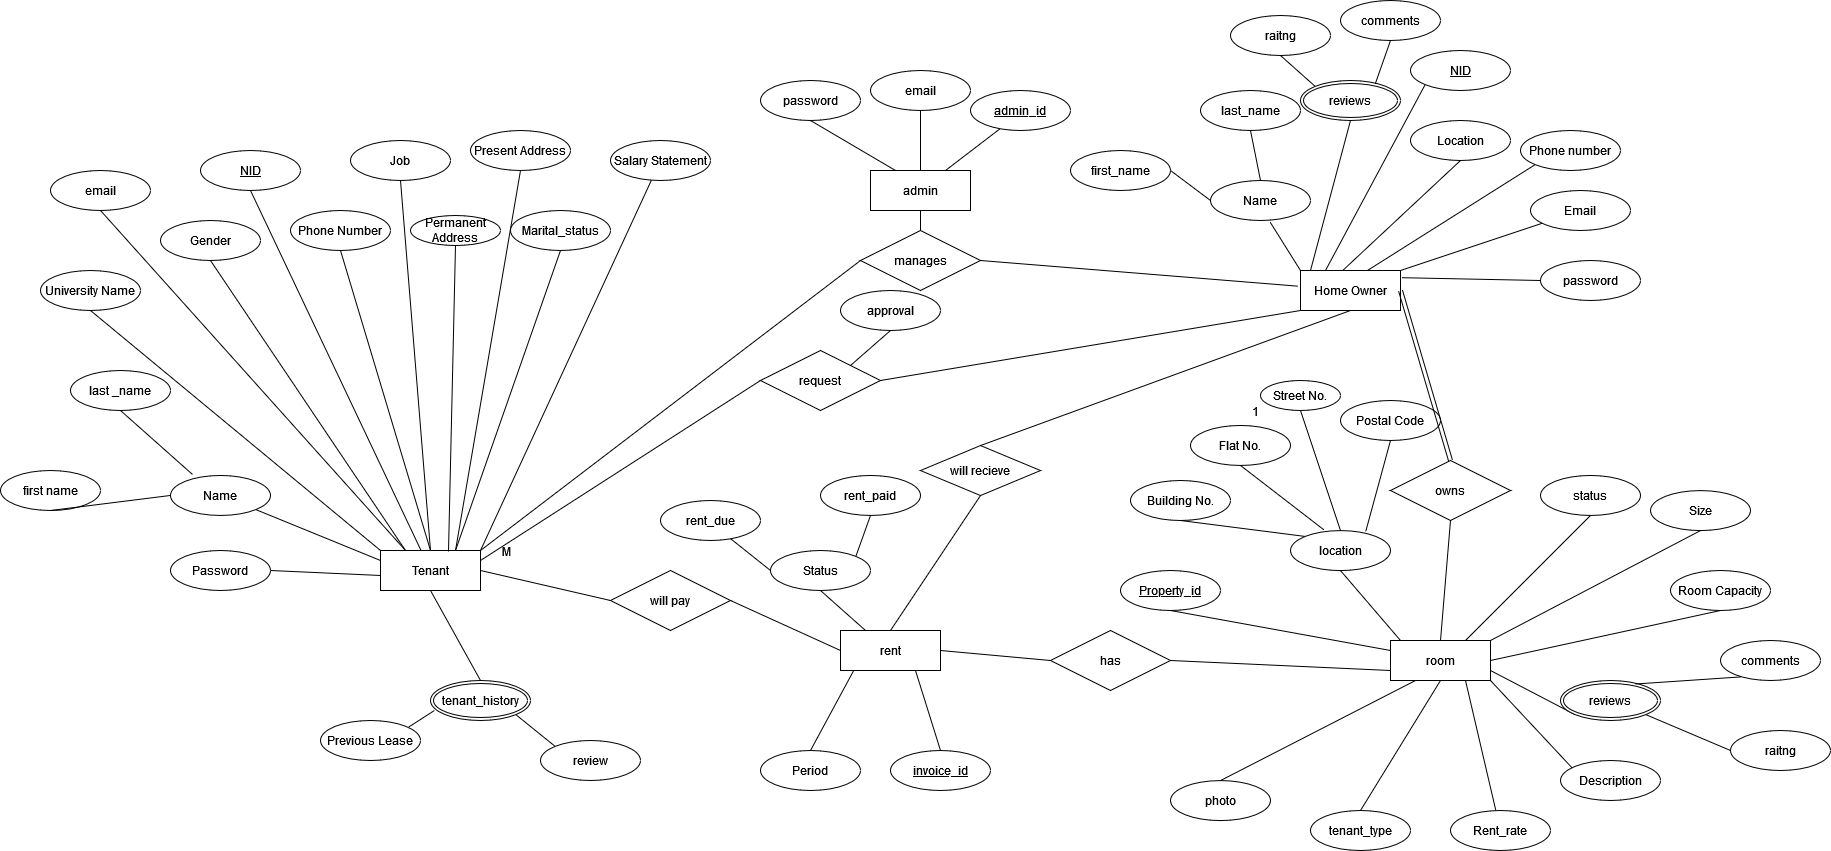 comments
raitng
NID
reviews
email
password
admin_id
last_name
Location
Phone number
Present Address
Job
Salary Statement
NID
email
first_name
admin
Name
Email
Permanent
Address
Phone Number
Marital_status
Gender
manages
password
University Name
Home Owner
approval
request
last _name
Street No.
1
Postal Code
Flat No.
will recieve
first name
Name
owns
rent_paid
status
Building No.
Size
rent_due
M
location
Password
Tenant
Status
Property_id
Room Capacity
will pay
rent
has
room
comments
tenant_history
reviews
Previous Lease
raitng
review
Period
invoice_id
Description
photo
tenant_type
Rent_rate